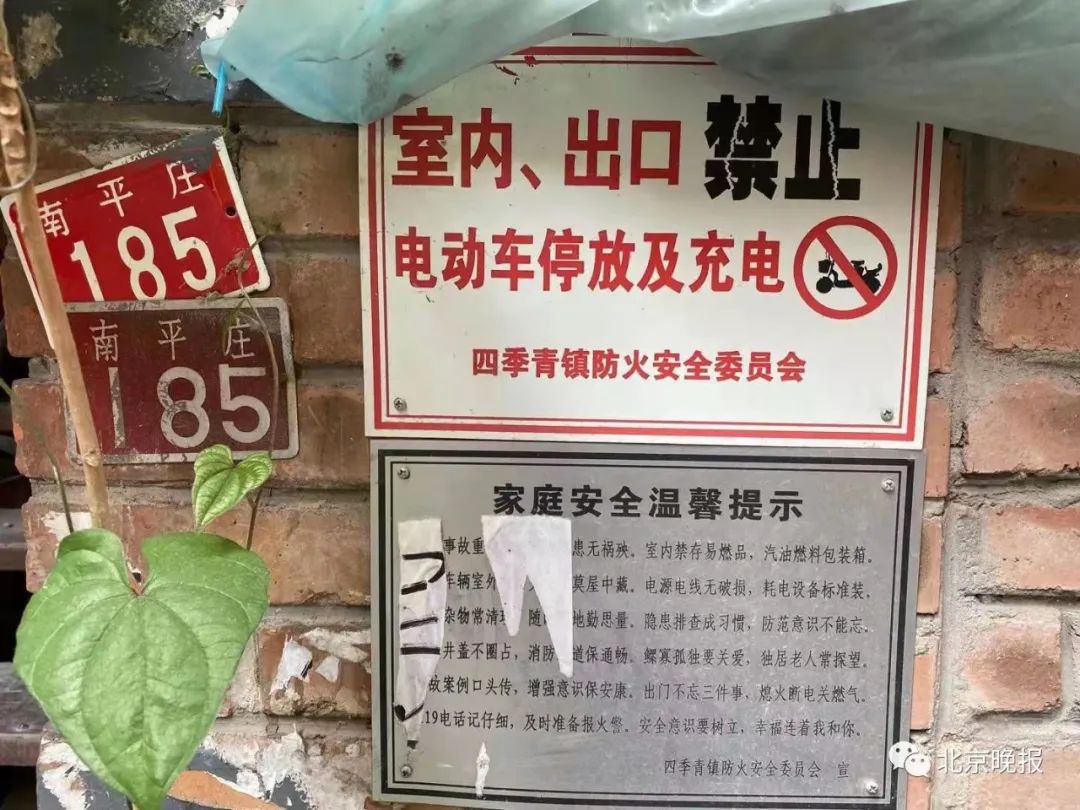 南平庄
185
南平庄
185
室内、出口禁止
电动车停放及充电
四季青镇防火安全委员会
家庭安全温馨提示
事故重 患无祸殃。室内禁存易燃品，汽油燃料包装箱。
车辆室外 莫屋中藏。电源电线无破损，耗电设备标准装。
杂物常清理 随 地勤思量。隐患排查成习惯，防范意识不能忘。
井盖不圈占，消防 道保通畅。鳏寡孤独要关爱，独居老人常探望。
故案例口头传，增强意识保安康。出门不忘三件事，熄火断电关燃气。
19电话记仔细，及时准备报火警。安全意识要树立，幸福连着我和你。
四季青镇防火安全委员会 宣
北京晚报